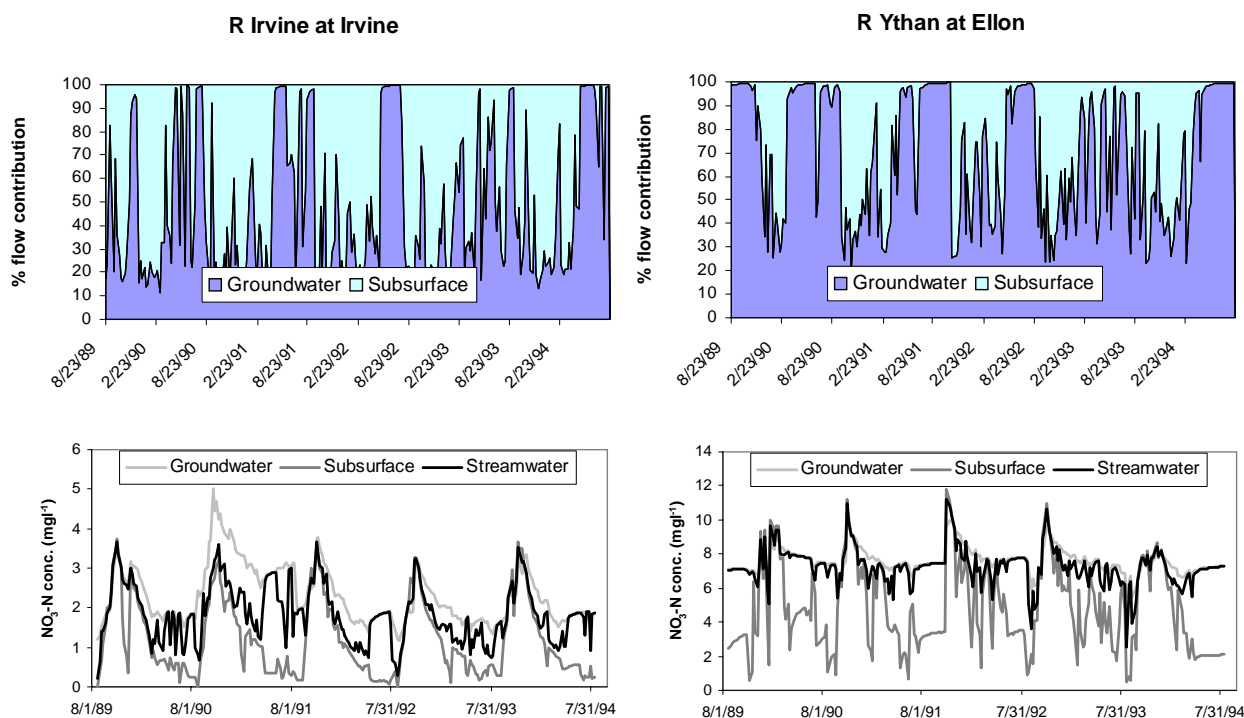 R Irvine at Irvine
% flow contribution
100
90
80
70
60
50
40
30
20
10
0
Groundwater Subsurface
8/23/89 2/23/90 8/23/90 2/23/91 8/23/91 2/23/92 8/23/92 2/23/93 8/23/93 2/23/94
R Ythan at Ellon
% flow contribution
100
90
80
70
60
50
40
30
20
10
0
Groundwater Subsurface
8/23/89 2/23/90 8/23/90 2/23/91 8/23/91 2/23/92 8/23/92 2/23/93 8/23/93 2/23/94
NO₃-N conc. (mgl⁻¹)
6
5
4
3
2
1
0
Groundwater Subsurface Streamwater
8/1/89 8/1/90 8/1/91 7/31/92 7/31/93 7/31/94
NO₃-N conc. (mgl⁻¹)
14
12
10
8
6
4
2
0
Groundwater Subsurface Streamwater
8/1/89 8/1/90 8/1/91 7/31/92 7/31/93 7/31/94